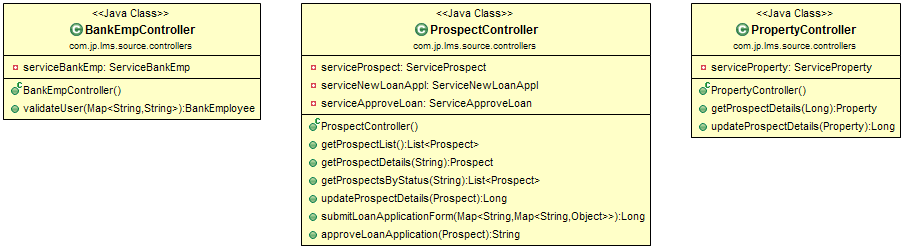 <<Java Class>>
BankEmpController
com.jp.lms.source.controllers
serviceBankEmp: ServiceBankEmp
BankEmpController()
validateUser(Map<String,String>):BankEmployee
<<Java Class>>
ProspectController
com.jp.lms.source.controllers
serviceProspect: ServiceProspect
serviceNewLoanAppl: ServiceNewLoanAppl
serviceApproveLoan: ServiceApproveLoan
ProspectController()
getProspectList():List<Prospect>
getProspectDetails(String):Prospect
getProspectsByStatus(String):List<Prospect>
updateProspectDetails(Prospect):Long
submitLoanApplicationForm(Map<String,Map<String,Object>>):Long
approveLoanApplication(Prospect):String
<<Java Class>>
PropertyController
com.jp.lms.source.controllers
serviceProperty: ServiceProperty
PropertyController()
getProspectDetails(Long):Property
updateProspectDetails(Property):Long